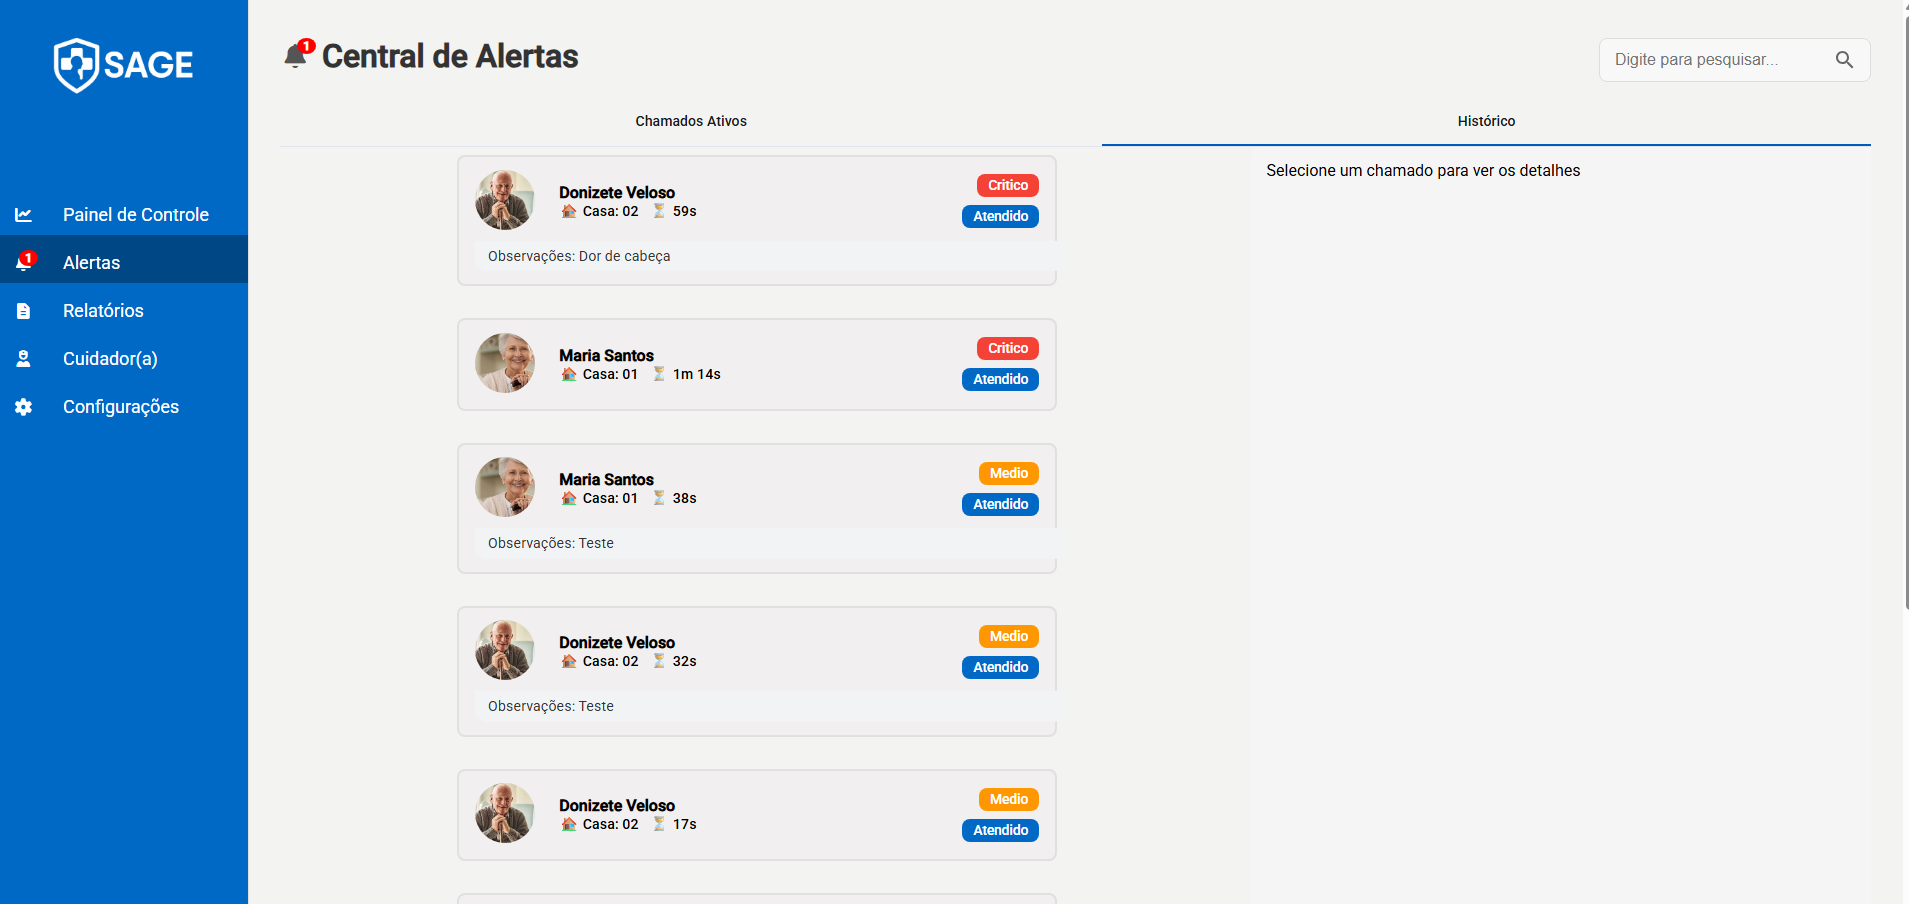 SAGE
Painel de Controle
1
Alertas
Relatórios
Cuidador(a)
Configurações
1
Central de Alertas
Digite para pesquisar...
Chamados Ativos
Histórico
Donizete Veloso
Casa: 02 59s
Critico
Atendido
Observações: Dor de cabeça
Maria Santos
Casa: 01 1m 14s
Critico
Atendido
Maria Santos
Casa: 01 38s
Medio
Atendido
Observações: Teste
Donizete Veloso
Casa: 02 32s
Medio
Atendido
Observações: Teste
Donizete Veloso
Casa: 02 17s
Medio
Atendido
Selecione um chamado para ver os detalhes